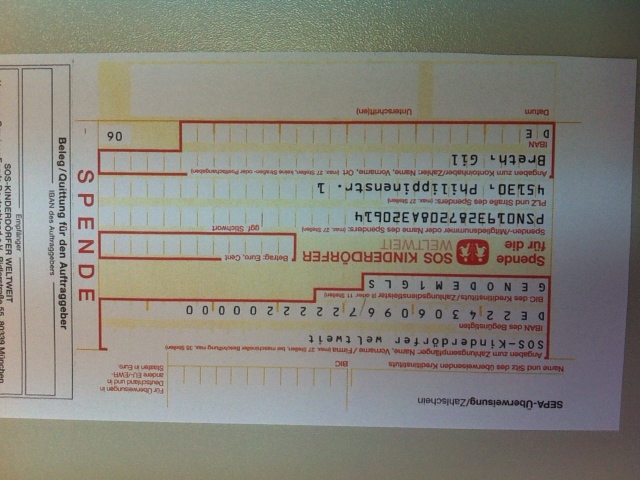 SEPA-Überweisung/Zahlschein
Für Überweisungen in
Deutschland und in
andere EU-/EWR-
Staaten in Euro.
Name und Sitz des überweisenden Kreditinstituts
BIC
Angaben zum Zahlungsempfänger: Name, Vorname/Firma (max. 27 Stellen, bei maschineller Beschriftung max. 35 Stellen)
SOS-Kinderdörfer weltweit
IBAN des Begünstigten
DE22430609672222200000
BIC des Kreditinstituts/Zahlungsdienstleisters (8 oder 11 Stellen)
GENODEM1GLS
Spende
für die
SOS KINDERDÖRFER
WELTWEIT
Betrag: Euro, Cent
Spenden-/Mitgliedsnummer oder Name des Spenders: (max. 27 Stellen)
ggf. Stichwort
PSN0193287208A320614
PLZ und Straße des Spenders: (max. 27 Stellen)
45130, Philippinenstr. 1
Angaben zum Kontoinhaber/Zahler: Name, Vorname, Ort (max. 27 Stellen, keine Straßen- oder Postfachangaben)
Breth, Gil
IBAN
DE
06
Datum
Unterschrift(en)
SPENDE
Beleg/Quittung für den Auftraggeber
IBAN des Auftraggebers
Empfänger
SOS-KINDERDÖRFER WELTWEIT
55, 80339 München